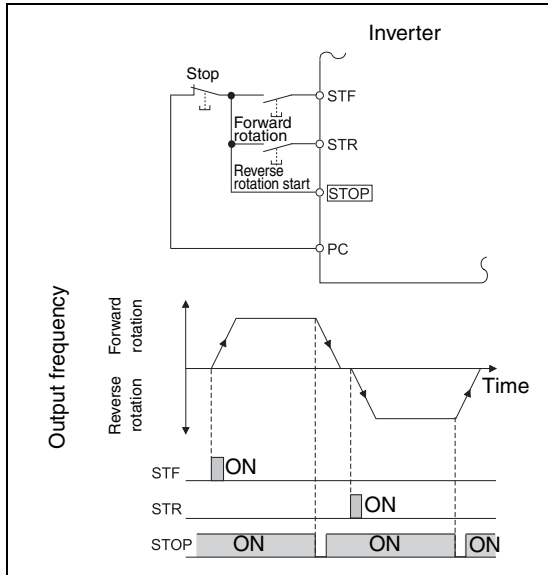 Inverter
Stop
STF
Forward
rotation
STR
Reverse
rotation start
STOP
PC
Output frequency
Forward
rotation
Reverse
rotation
Time
STF
ON
STR
ON
STOP
ON
ON
ON